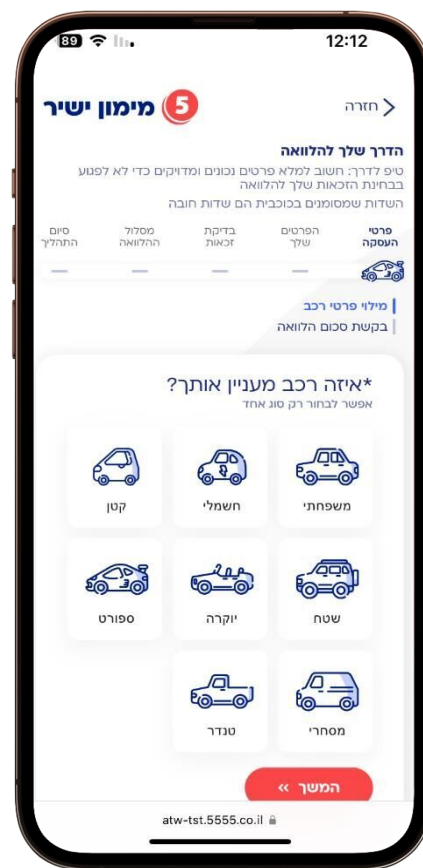 12:12
89
חזרה
5 מימון ישיר
הדרך שלך להלוואה
טיפ לדרך: חשוב למלא פרטים נכונים ומדויקים כדי לא לפגוע
בבחינת הזכאות שלך להלוואה
השדות שמסומנים בכוכבית הם שדות חובה
פרטי העסקה
הפרטים שלך
בדיקת זכאות
מסלול ההלוואה
סיום התהליך
מילוי פרטי רכב
בקשת סכום הלוואה
*איזה רכב מעניין אותך?
אפשר לבחור רק סוג אחד
משפחתי
חשמלי
קטן
שטח
יוקרה
ספורט
מסחרי
טנדר
המשך »
atw-tst.5555.co.il